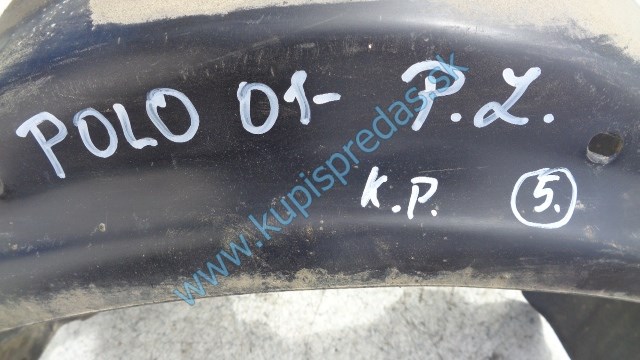 POLO 01- P.Z.
K.P. 5.
www.kupispredas.sk